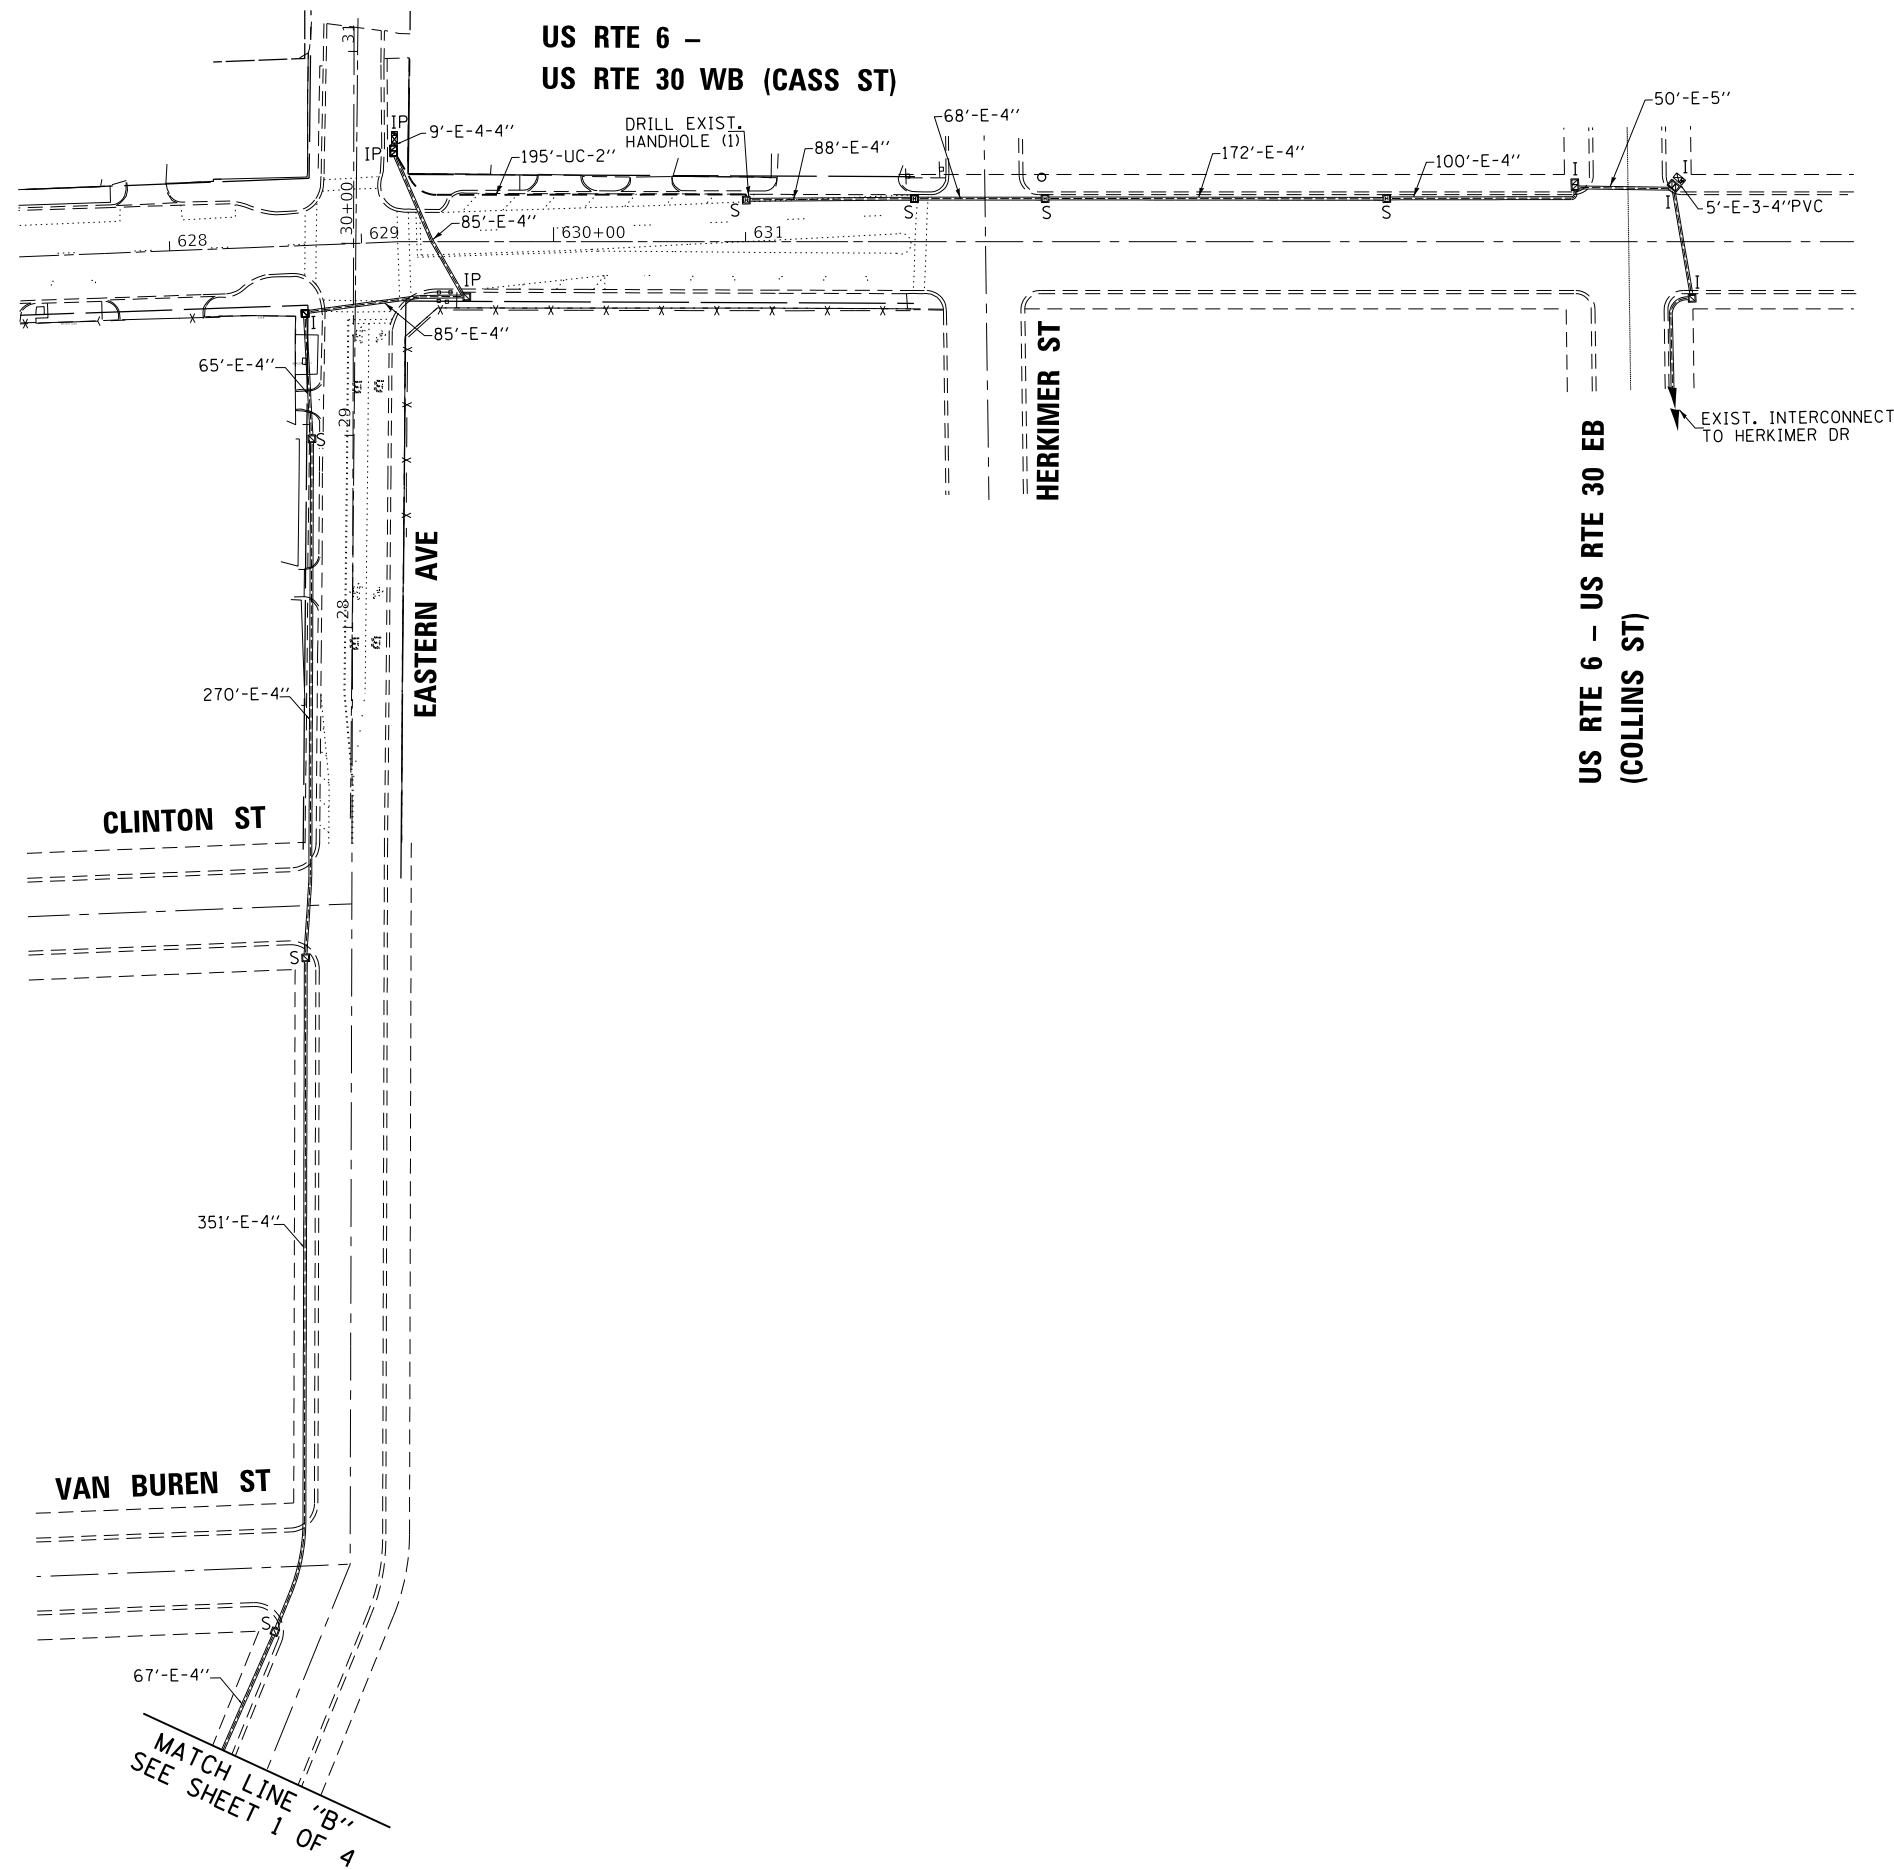 US RTE 6 –
US RTE 30 WB (CASS ST)
50'-E-5''
IP
9'-E-4-4''
DRILL EXIST.
HANDHOLE (1)
68'-E-4''
IP
195'-UC-2''
88'-E-4''
172'-E-4''
100'-E-4''
I
I
I
5'-E-3-4''PVC
S
S
S
S
31
30+00
85'-E-4''
628
629
630+00
631
IP
I
I
85'-E-4''
65'-E-4''
29
S
HERKIMER ST
EXIST. INTERCONNECT
TO HERKIMER DR
US RTE 6 – US RTE 30 EB
(COLLINS ST)
EASTERN AVE
28
270'-E-4''
CLINTON ST
S
351'-E-4''
VAN BUREN ST
S
67'-E-4''
MATCH LINE "B"
SEE SHEET 1 OF 4